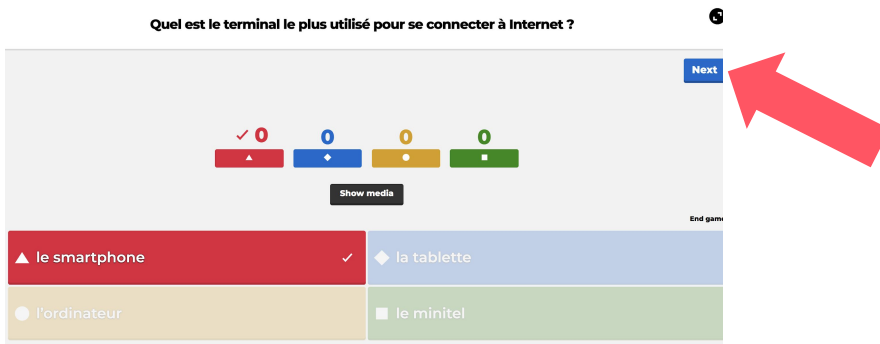 Quel est le terminal le plus utilisé pour se connecter à Internet ?
Next
0 0 0 0
Show media
End game
le smartphone
la tablette
l'ordinateur
le minitel